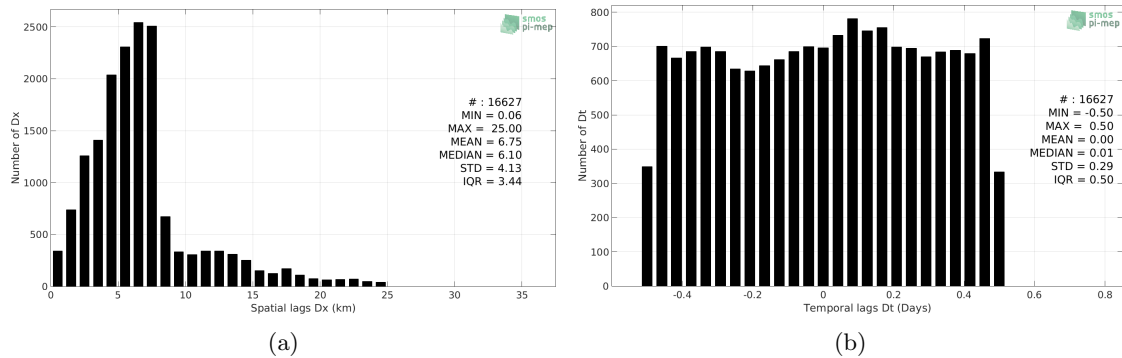 smos
pi-mep
2500
2000
1500
1000
500
0
Number of Dx
# : 16627
MIN = 0.06
MAX = 25.00
MEAN = 6.75
MEDIAN = 6.10
STD = 4.13
IQR = 3.44
0 5 10 15 20 25 30 35
Spatial lags Dx (km)
(a)
smos
pi-mep
800
700
600
500
400
300
200
100
0
Number of Dt
# : 16627
MIN = -0.50
MAX = 0.50
MEAN = 0.00
MEDIAN = 0.01
STD = 0.29
IQR = 0.50
-0.4 -0.2 0 0.2 0.4 0.6 0.8
Temporal lags Dt (Days)
(b)